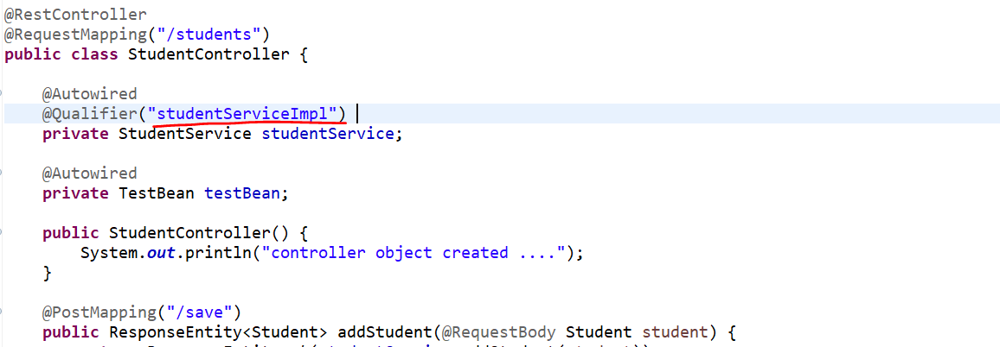 @RestController
@RequestMapping("/students")
public class StudentController {
@Autowired
@Qualifier("studentServiceImpl")
private StudentService studentService;
@Autowired
private TestBean testBean;
public StudentController() {
System.out.println("controller object created ....");
}
@PostMapping("/save")
public ResponseEntity<Student> addStudent(@RequestBody Student student) {